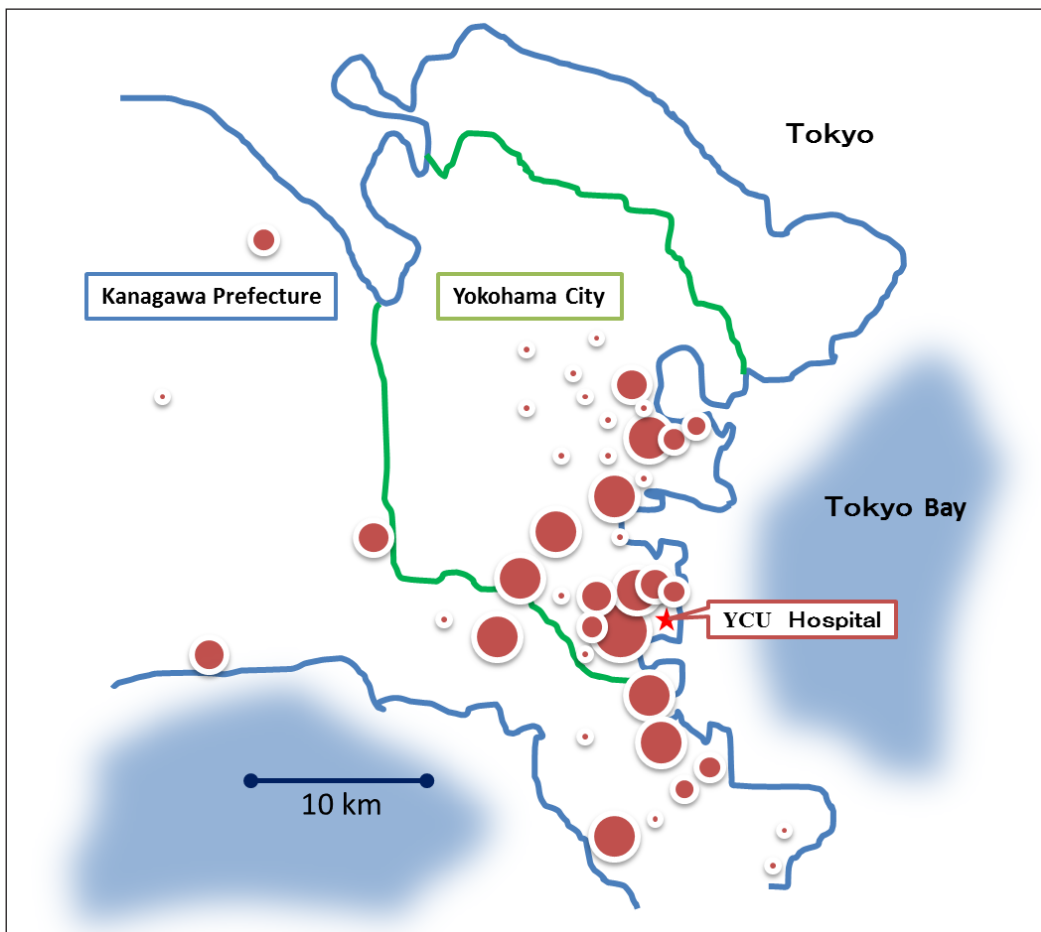 Tokyo
Kanagawa Prefecture
Yokohama City
Tokyo Bay
YCU Hospital
10 km